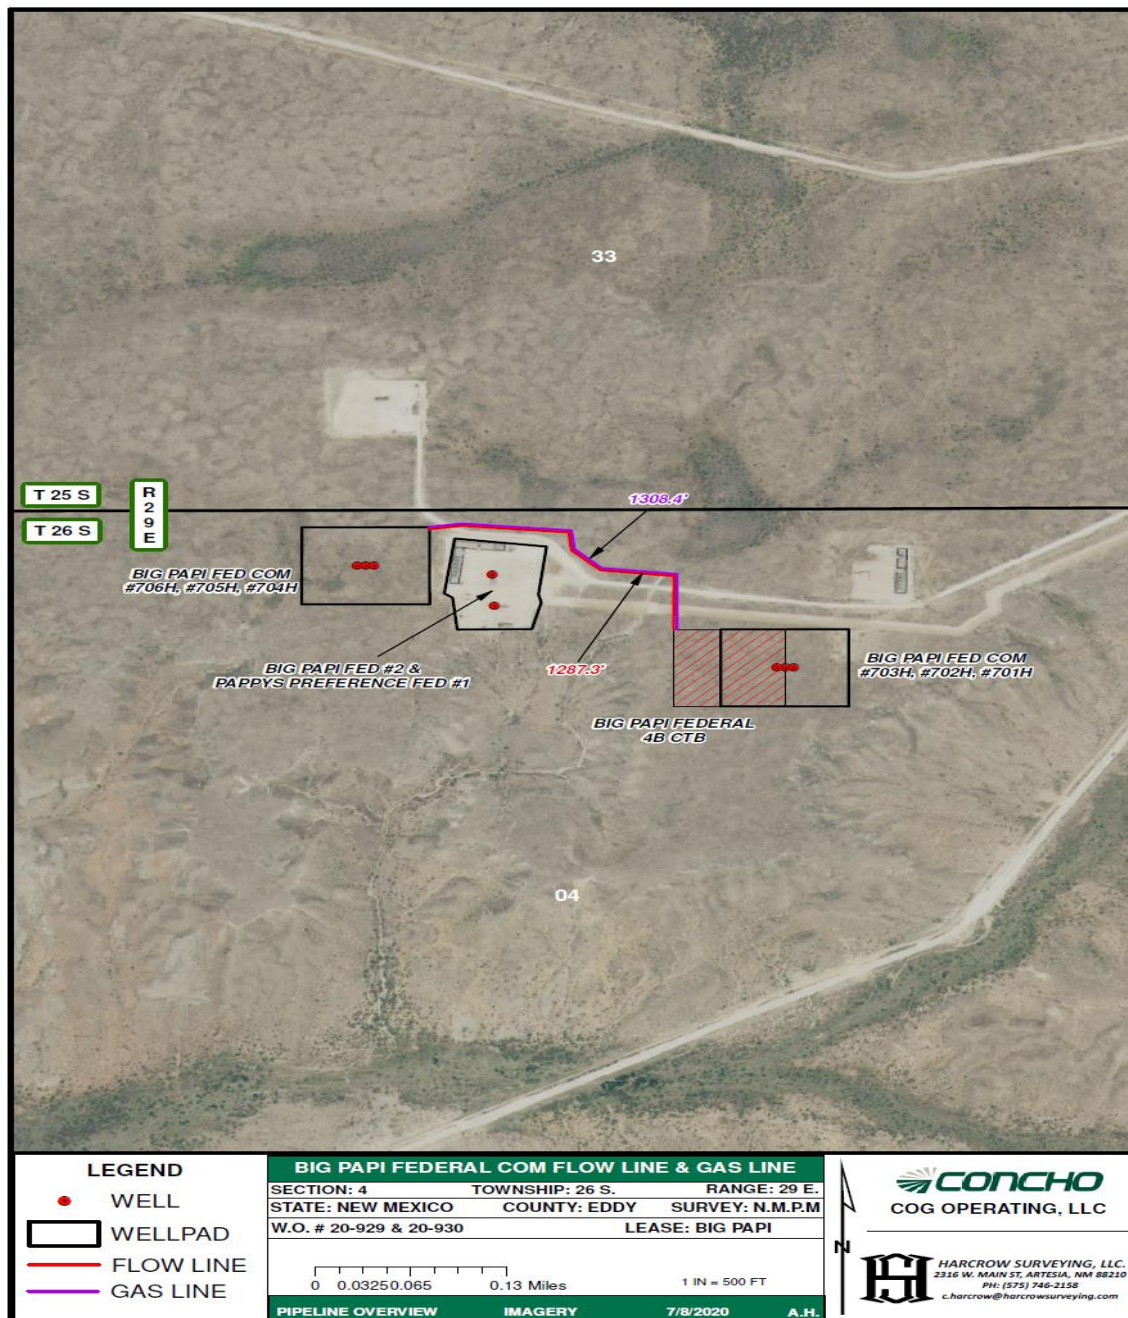 33
T 25 S
R
2
9
E
T 26 S
1308.4'
BIG PAPI FED COM
#706H, #705H, #704H
BIG PAPI FED #2 &
PAPPYS PREFERENCE FED #1
1287.3'
BIG PAPI FED COM
#703H, #702H, #701H
BIG PAPI FEDERAL
4B CTB
04
LEGEND
WELL
WELLPAD
FLOW LINE
GAS LINE
BIG PAPI FEDERAL COM FLOW LINE & GAS LINE
SECTION: 4 TOWNSHIP: 26 S. RANGE: 29 E.
STATE: NEW MEXICO COUNTY: EDDY SURVEY: N.M.P.M
W.O. # 20-929 & 20-930 LEASE: BIG PAPI
0 0.0325 0.065 0.13 Miles 1 IN = 500 FT
PIPELINE OVERVIEW IMAGERY 7/8/2020 A.H.
N
CONCHO
COG OPERATING, LLC
HS
HARCROW SURVEYING, LLC.
2316 W. MAIN ST, ARTESIA, NM 88210
PH: (575) 746-2158
c.harcrow@harcrowsurveying.com